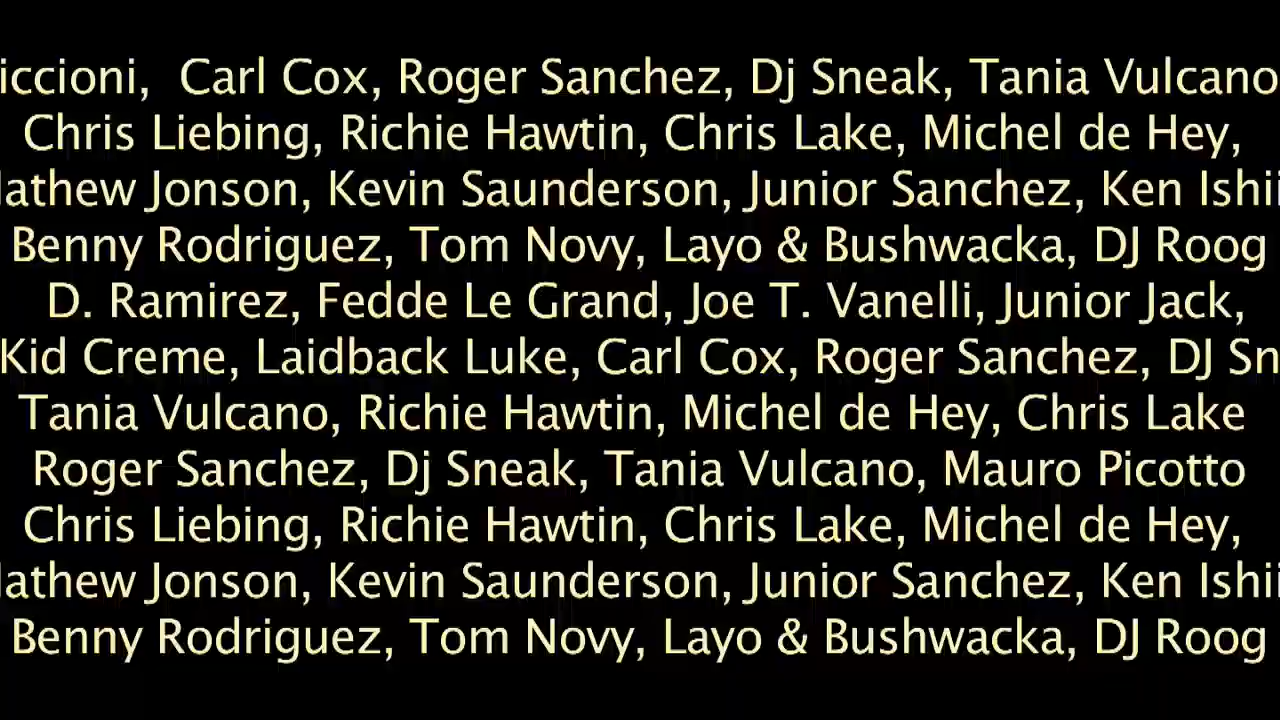 iccioni, Carl Cox, Roger Sanchez, Dj Sneak, Tania Vulcano
Chris Liebing, Richie Hawtin, Chris Lake, Michel de Hey,
athew Jonson, Kevin Saunderson, Junior Sanchez, Ken Ishii
Benny Rodriguez, Tom Novy, Layo & Bushwacka, DJ Roog
D. Ramirez, Fedde Le Grand, Joe T. Vanelli, Junior Jack,
Kid Creme, Laidback Luke, Carl Cox, Roger Sanchez, DJ Sn
Tania Vulcano, Richie Hawtin, Michel de Hey, Chris Lake
Roger Sanchez, Dj Sneak, Tania Vulcano, Mauro Picotto
Chris Liebing, Richie Hawtin, Chris Lake, Michel de Hey,
athew Jonson, Kevin Saunderson, Junior Sanchez, Ken Ishii
Benny Rodriguez, Tom Novy, Layo & Bushwacka, DJ Roog